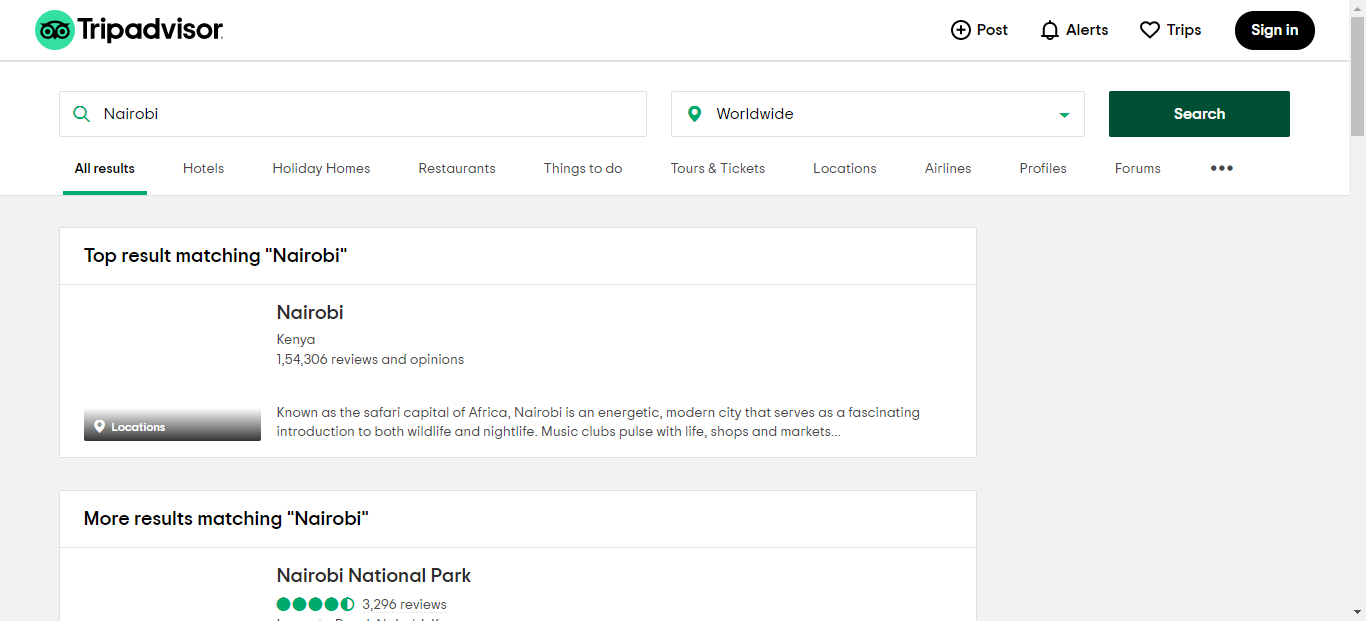 Tripadvisor
Post
Alerts
Trips
Sign in
Nairobi
Worldwide
Search
All results
Hotels
Holiday Homes
Restaurants
Things to do
Tours & Tickets
Locations
Airlines
Profiles
Forums
Top result matching "Nairobi"
Nairobi
Kenya
1,54,306 reviews and opinions
Known as the safari capital of Africa, Nairobi is an energetic, modern city that serves as a fascinating
introduction to both wildlife and nightlife. Music clubs pulse with life, shops and markets...
Locations
More results matching "Nairobi"
Nairobi National Park
3,296 reviews